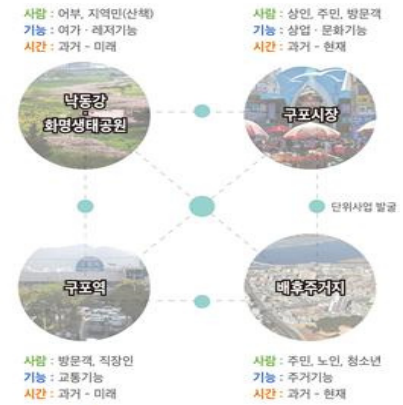 사람 : 어부, 지역민(산책)
기능 : 여가 · 레저기능
시간 : 과거 - 미래
사람 : 상인, 주민, 방문객
기능 : 상업 · 문화기능
시간 : 과거 - 현재
낙동강
화명생태공원
구포시장
단위사업 발굴
구포역
배후주거지
사람 : 방문객, 직장인
기능 : 교통기능
시간 : 과거 - 미래
사람 : 주민, 노인, 청소년
기능 : 주거기능
시간 : 과거 - 현재